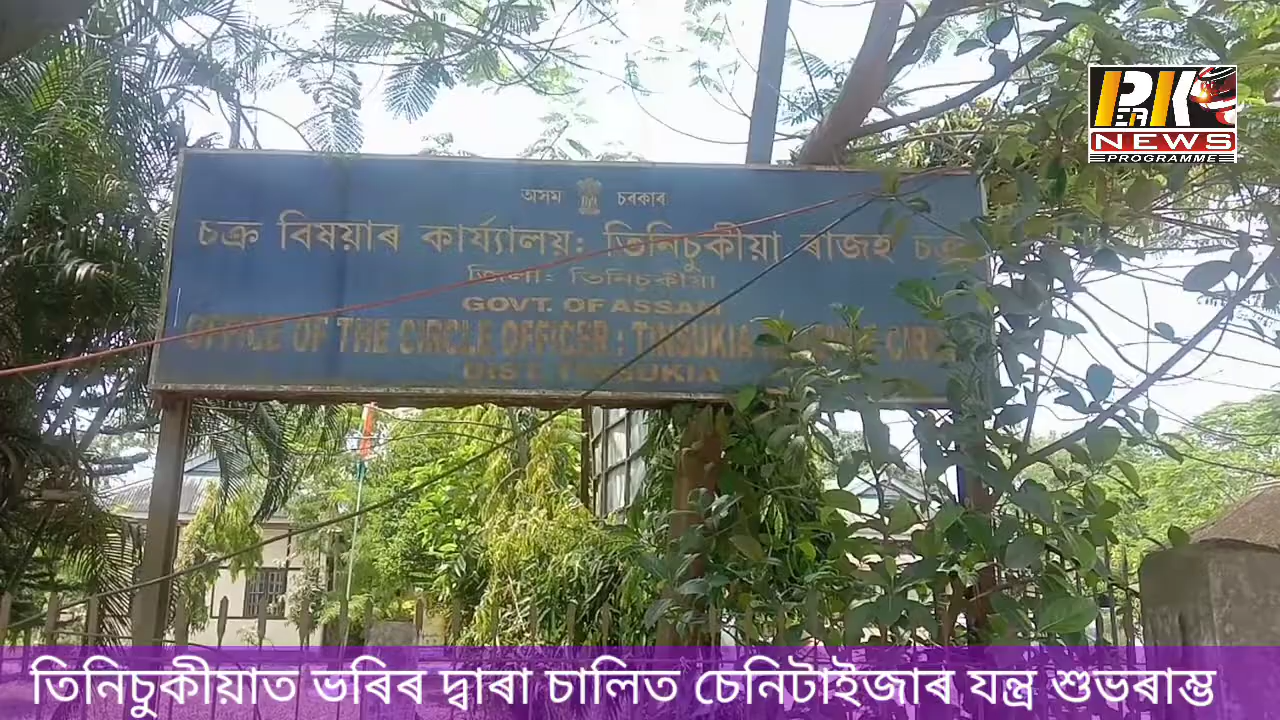 PERK
NEWS
PROGRAMME
অসম চৰকাৰ
চক্ৰ বিষয়াৰ কাৰ্য্যালয়: তিনিচুকীয়া ৰাজহ চক্ৰ
জিলা: তিনিচুকীয়া
GOVT. OF ASSAM
OFFICE OF THE CIRCLE OFFICER : TINSUKIA
DIST. TINSUKIA
তিনিচুকীয়াত ভৰিৰ দ্বাৰা চালিত চেনিটাইজাৰ যন্ত্ৰ শুভৰাম্ভ